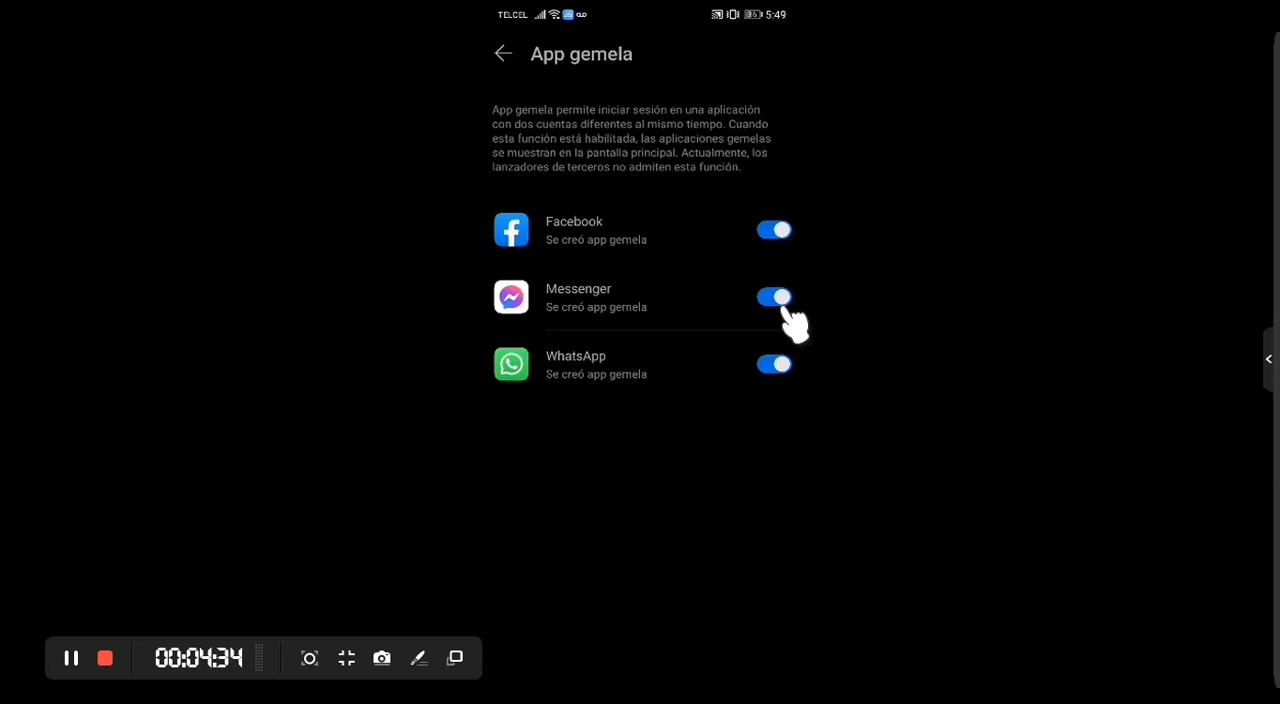 TELCEL
5:49
App gemela
App gemela permite iniciar sesión en una aplicación
con dos cuentas diferentes al mismo tiempo. Cuando
esta función está habilitada, las aplicaciones gemelas
se muestran en la pantalla principal. Actualmente, los
lanzadores de terceros no admiten esta función.
Facebook
Se creó app gemela
Messenger
Se creó app gemela
WhatsApp
Se creó app gemela
00:04:34